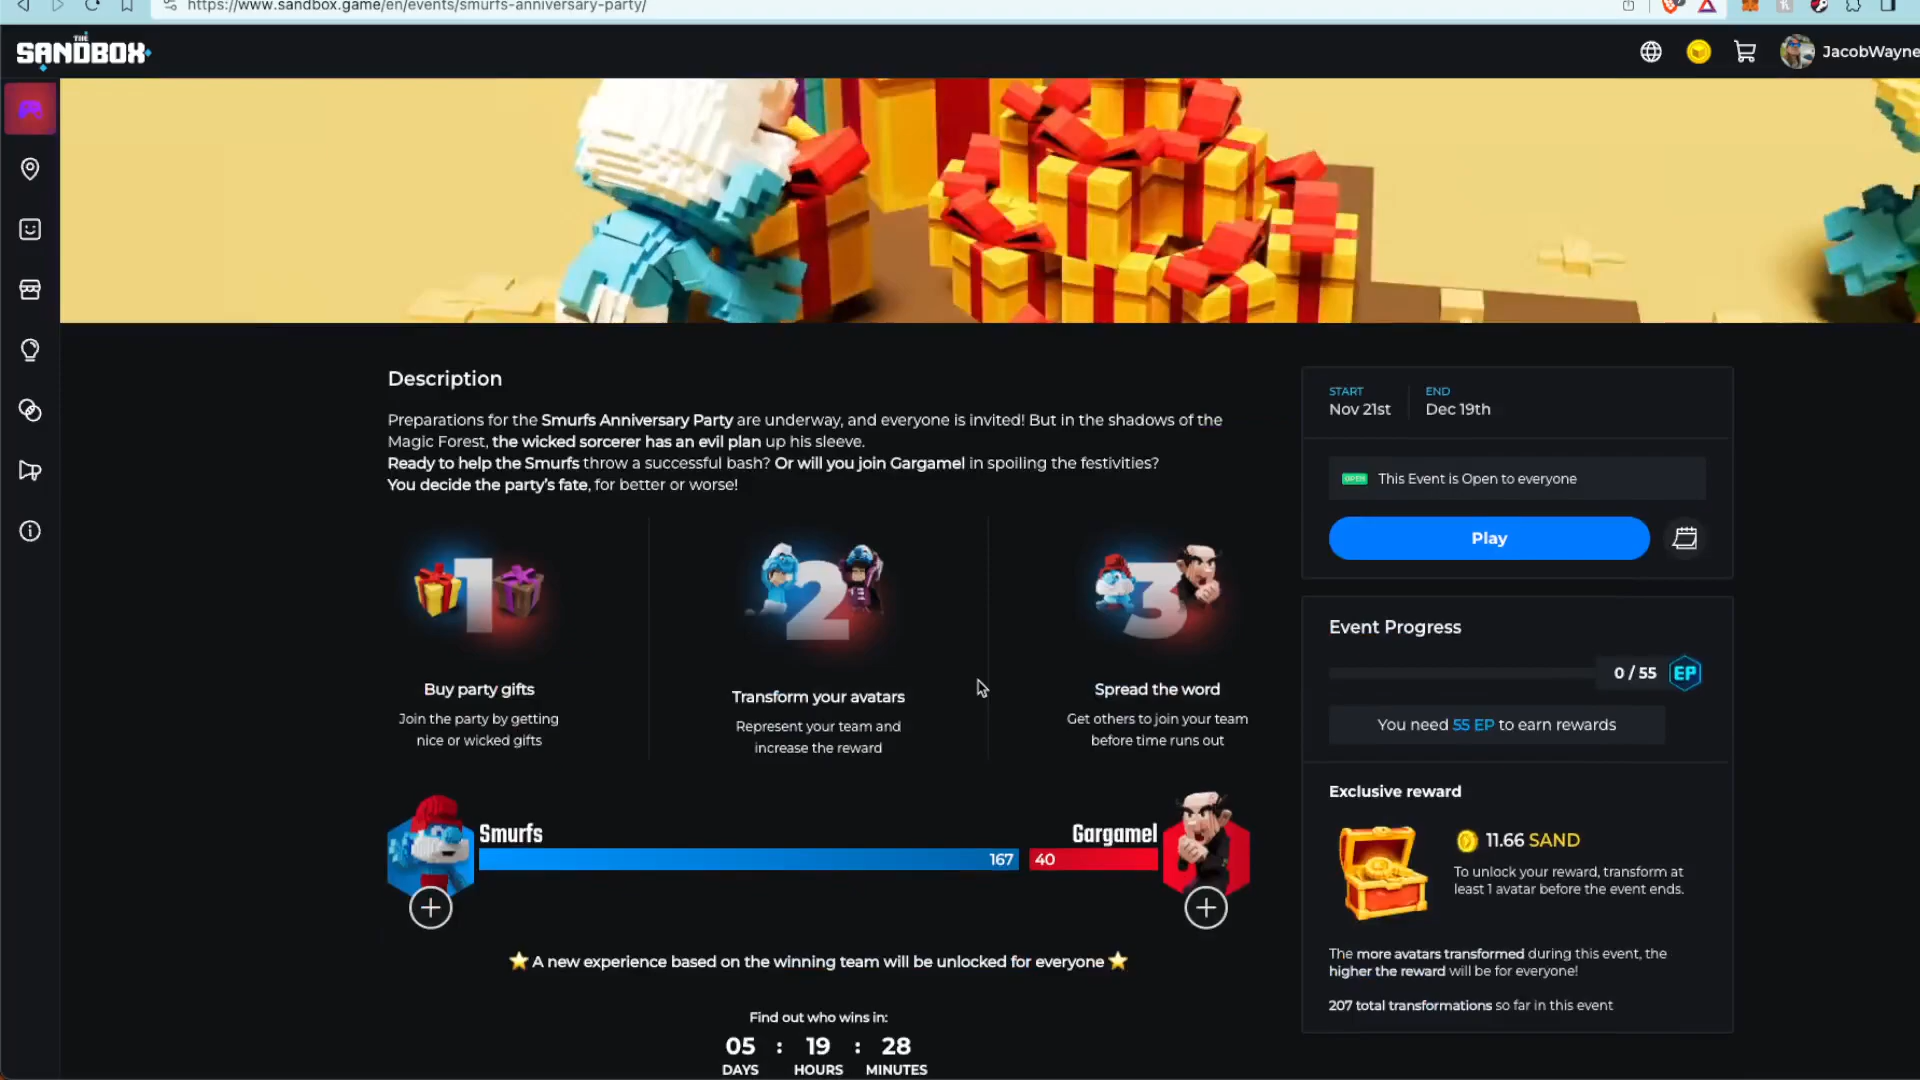 https://www.sandbox.game/en/events/smurfs-anniversary-party/
THE
SANDBOX
JacobWayne
Description
Preparations for the Smurfs Anniversary Party are underway, and everyone is invited! But in the shadows of the
Magic Forest, the wicked sorcerer has an evil plan up his sleeve.
Ready to help the Smurfs throw a successful bash? Or will you join Gargamel in spoiling the festivities?
You decide the party's fate, for better or worse!
1
2
3
Buy party gifts
Join the party by getting
nice or wicked gifts
Transform your avatars
Represent your team and
increase the reward
Spread the word
Get others to join your team
before time runs out
Smurfs
167
Gargamel
40
A new experience based on the winning team will be unlocked for everyone
Find out who wins in:
05 : 19 : 28
DAYS HOURS MINUTES
START
Nov 21st
END
Dec 19th
OPEN
This Event is Open to everyone
Play
Event Progress
0 / 55
EP
You need 55 EP to earn rewards
Exclusive reward
11.66 SAND
To unlock your reward, transform at
least 1 avatar before the event ends.
The more avatars transformed during this event, the
higher the reward will be for everyone!
207 total transformations so far in this event